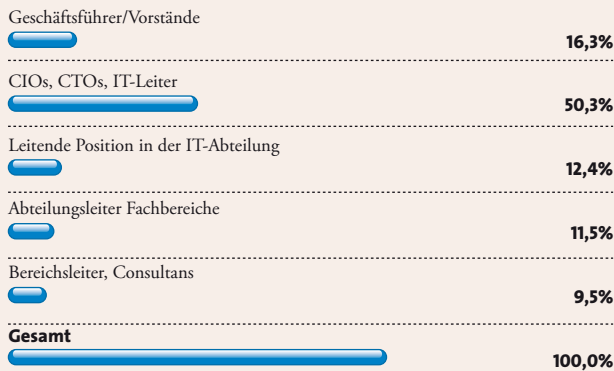 Geschäftsführer/Vorstände
16,3%
CIOs, CTOs, IT-Leiter
50,3%
Leitende Position in der IT-Abteilung
12,4%
Abteilungsleiter Fachbereiche
11,5%
Bereichsleiter, Consultans
9,5%
Gesamt
100,0%